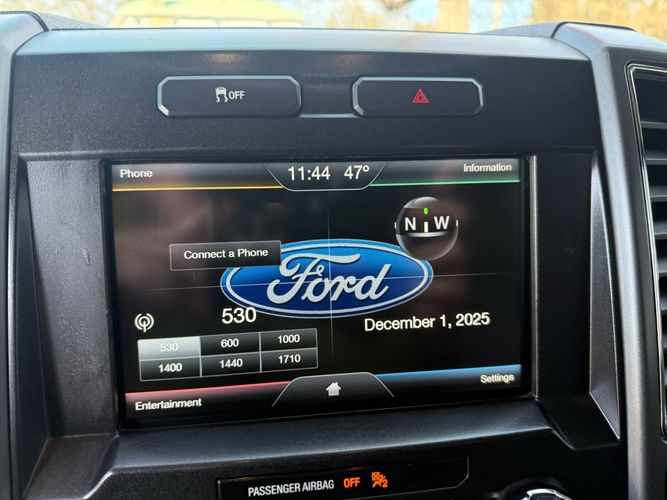 OFF
Phone
11:44 47°
Information
N W
Connect a Phone
Ford
530
December 1, 2025
530 600 1000
1400 1440 1710
Entertainment
Settings
PASSENGER AIRBAG OFF
2